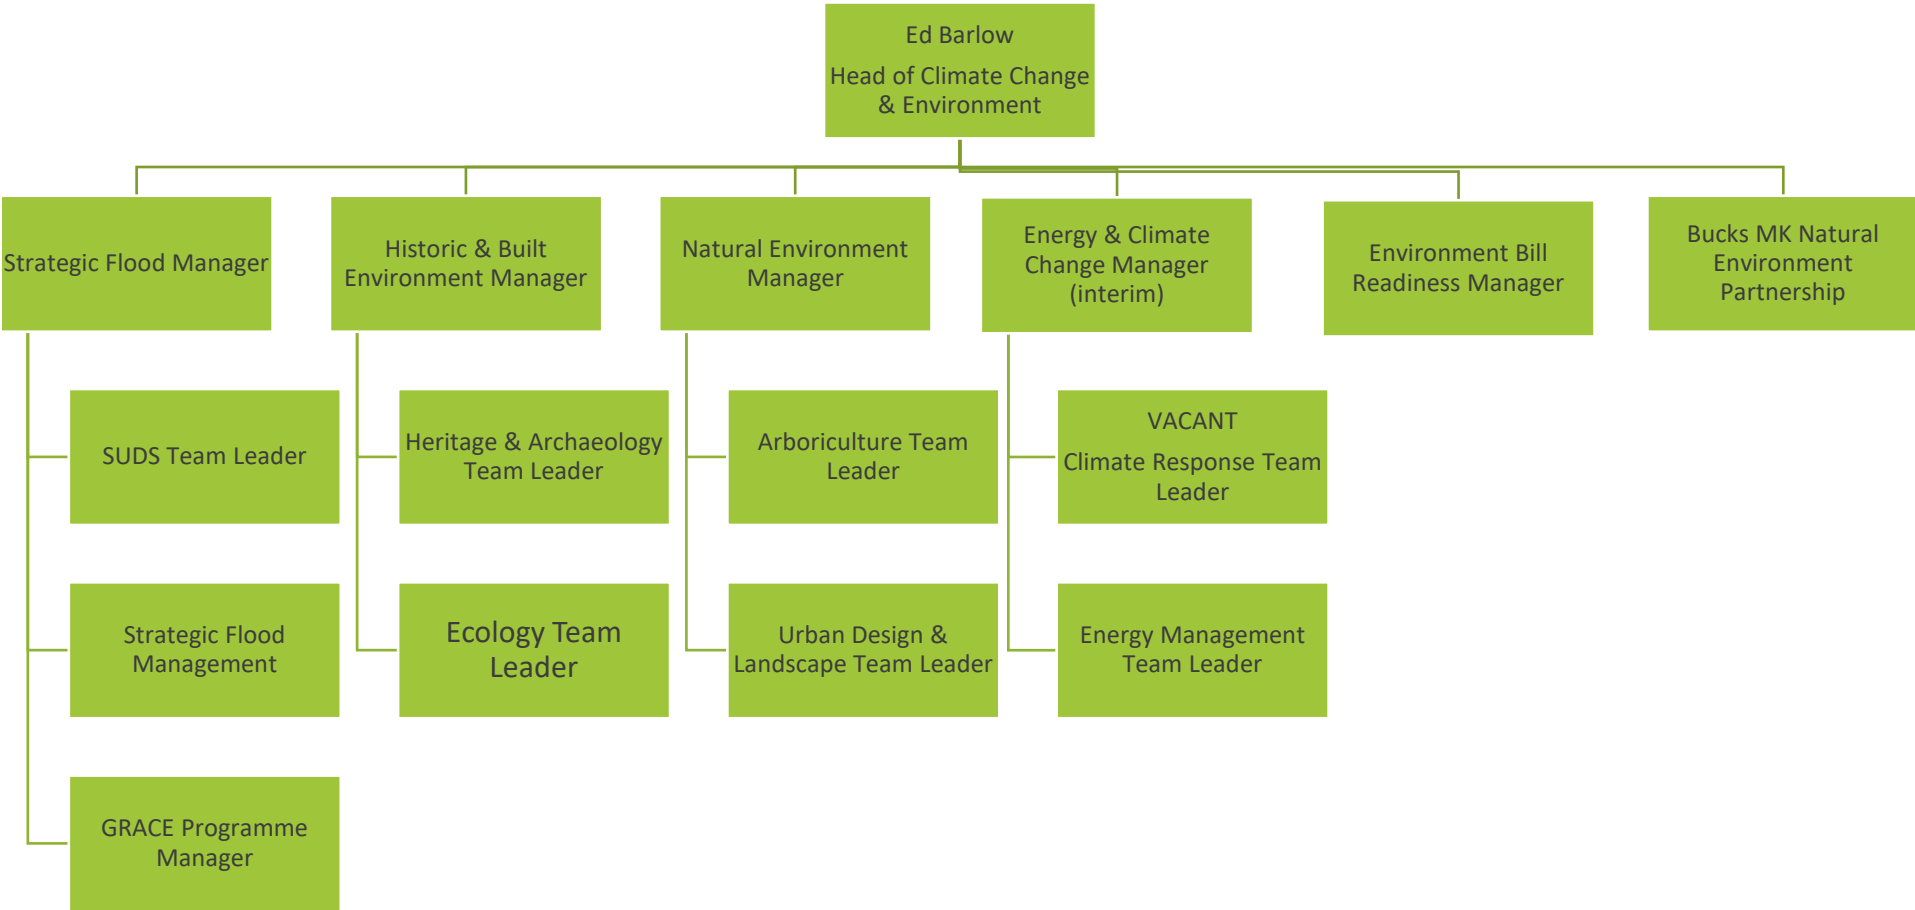 Ed Barlow
Head of Climate Change
& Environment
Strategic Flood Manager
Historic & Built
Environment Manager
Natural Environment
Manager
Energy & Climate
Change Manager
(interim)
Environment Bill
Readiness Manager
Bucks MK Natural
Environment
Partnership
SUDS Team Leader
Heritage & Archaeology
Team Leader
Arboriculture Team
Leader
VACANT
Climate Response Team
Leader
Strategic Flood
Management
Ecology Team
Leader
Urban Design &
Landscape Team Leader
Energy Management
Team Leader
GRACE Programme
Manager